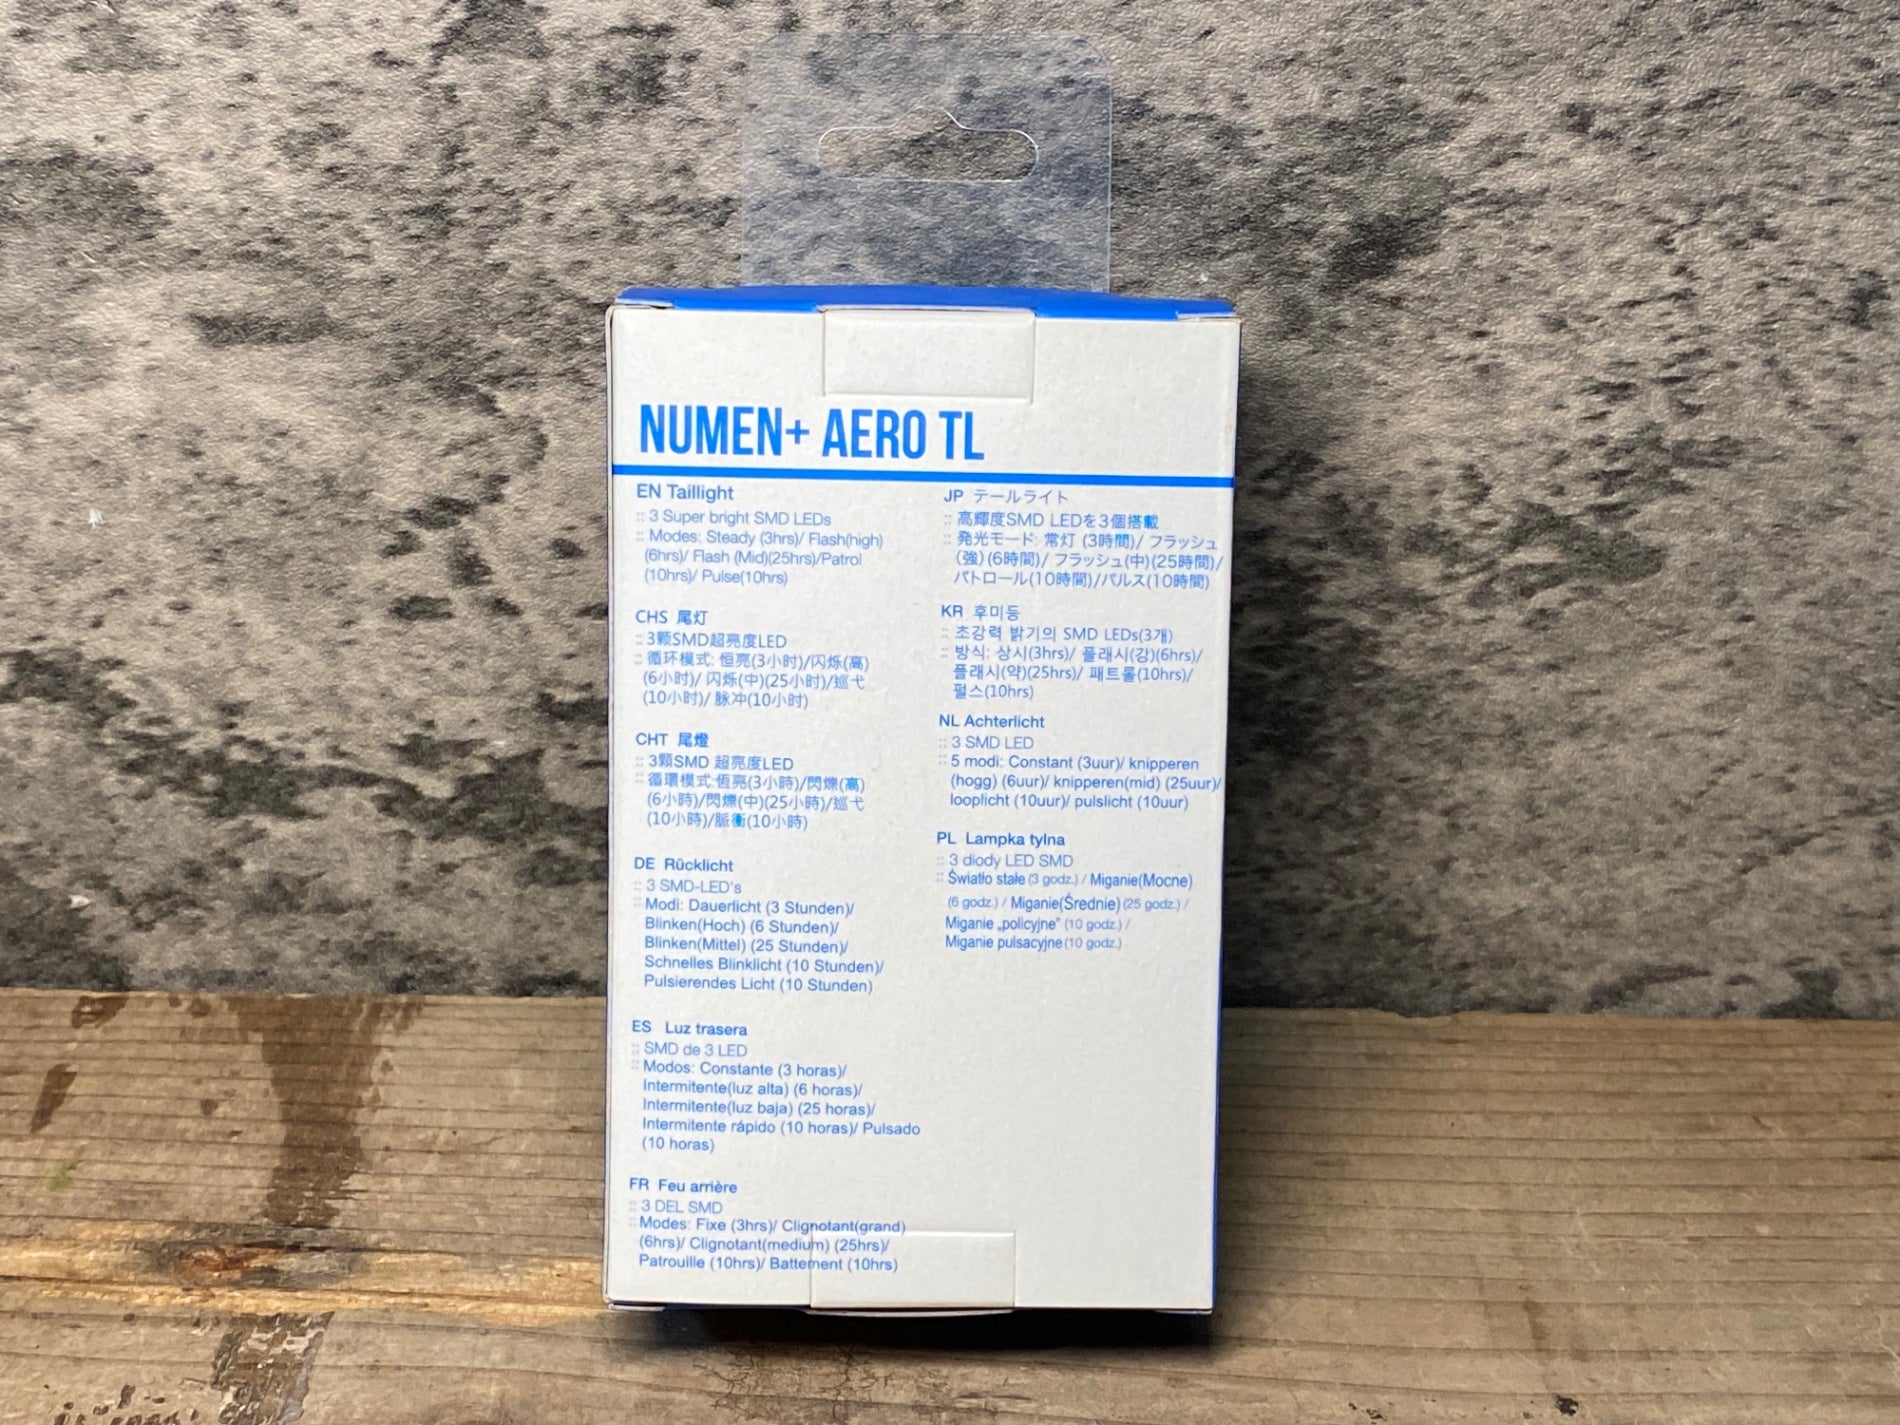 NUMEN+ AERO TL
EN Taillight
:: 3 Super bright SMD LEDs
:: Modes: Steady (3hrs)/ Flash(high)
(6hrs)/ Flash (Mid)(25hrs)/Patrol
(10hrs)/ Pulse(10hrs)
CHS 尾灯
:: 3颗SMD超亮度LED
:: 循环模式: 恒亮(3小时)/闪烁(高)
(6小时)/ 闪烁(中)(25小时)/巡弋
(10小时)/ 脉冲(10小时)
CHT 尾燈
:: 3顆SMD 超亮度LED
:: 循環模式:恆亮(3小時)/閃爍(高)
(6小時)/閃爍(中)(25小時)/巡弋
(10小時)/脈衝(10小時)
DE Rücklicht
:: 3 SMD-LED's
:: Modi: Dauerlicht (3 Stunden)/
Blinken(Hoch) (6 Stunden)/
Blinken(Mittel) (25 Stunden)/
Schnelles Blinklicht (10 Stunden)/
Pulsierendes Licht (10 Stunden)
ES Luz trasera
:: SMD de 3 LED
:: Modos: Constante (3 horas)/
Intermitente(luz alta) (6 horas)/
Intermitente(luz baja) (25 horas)/
Intermitente rápido (10 horas)/ Pulsado
(10 horas)
FR Feu arrière
:: 3 DEL SMD
:: Modes: Fixe (3hrs)/ Clignotant(grand)
(6hrs)/ Clignotant(medium) (25hrs)/
Patrouille (10hrs)/ Battement (10hrs)
JP テールライト
:: 高輝度SMD LEDを3個搭載
:: 発光モード: 常灯 (3時間)/ フラッシュ
(強) (6時間)/ フラッシュ(中)(25時間)/
パトロール(10時間)/パルス(10時間)
KR 후미등
:: 초강력 밝기의 SMD LEDs(3개)
:: 방식: 상시(3hrs)/ 플래시(강)(6hrs)/
플래시(약)(25hrs)/ 패트롤(10hrs)/
펄스(10hrs)
NL Achterlicht
:: 3 SMD LED
:: 5 modi: Constant (3uur)/ knipperen
(hogg) (6uur)/ knipperen(mid) (25uur)/
looplicht (10uur)/ pulslicht (10uur)
PL Lampka tylna
:: 3 diody LED SMD
:: Światło stałe (3 godz.) / Miganie(Mocne)
(6 godz.) / Miganie(Średnie) (25 godz.) /
Miganie „policyjne" (10 godz.) /
Miganie pulsacyjne (10 godz.)